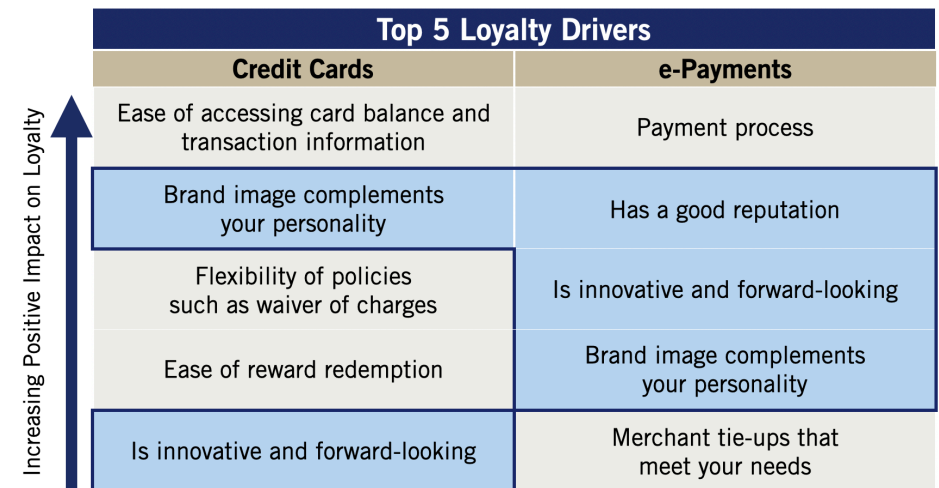 Top 5 Loyalty Drivers
Credit Cards
e-Payments
Increasing Positive Impact on Loyalty
Ease of accessing card balance and
transaction information
Payment process
Brand image complements
your personality
Has a good reputation
Flexibility of policies
such as waiver of charges
Is innovative and forward-looking
Ease of reward redemption
Brand image complements
your personality
Is innovative and forward-looking
Merchant tie-ups that
meet your needs